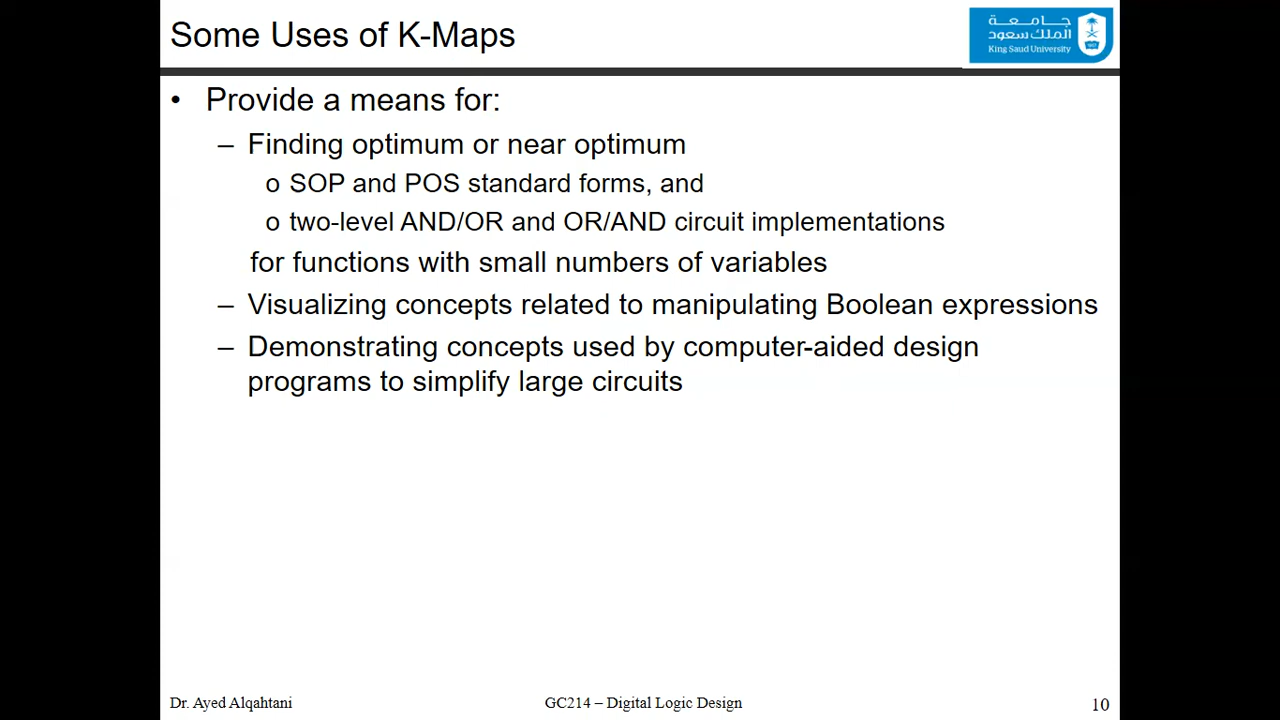 Some Uses of K-Maps
جامعة
الملك سعود
King Saud University
• Provide a means for:
– Finding optimum or near optimum
o SOP and POS standard forms, and
o two-level AND/OR and OR/AND circuit implementations
for functions with small numbers of variables
– Visualizing concepts related to manipulating Boolean expressions
– Demonstrating concepts used by computer-aided design
programs to simplify large circuits
Dr. Ayed Alqahtani
GC214 – Digital Logic Design
10